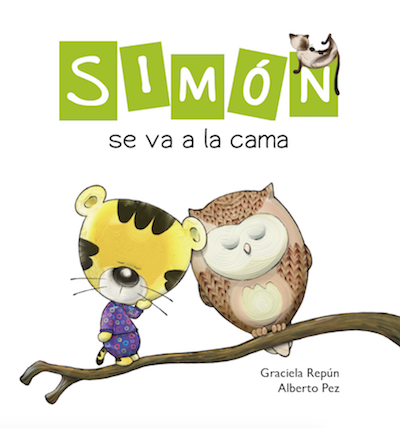 SIMÓN
se va a la cama
Graciela Repún
Alberto Pez